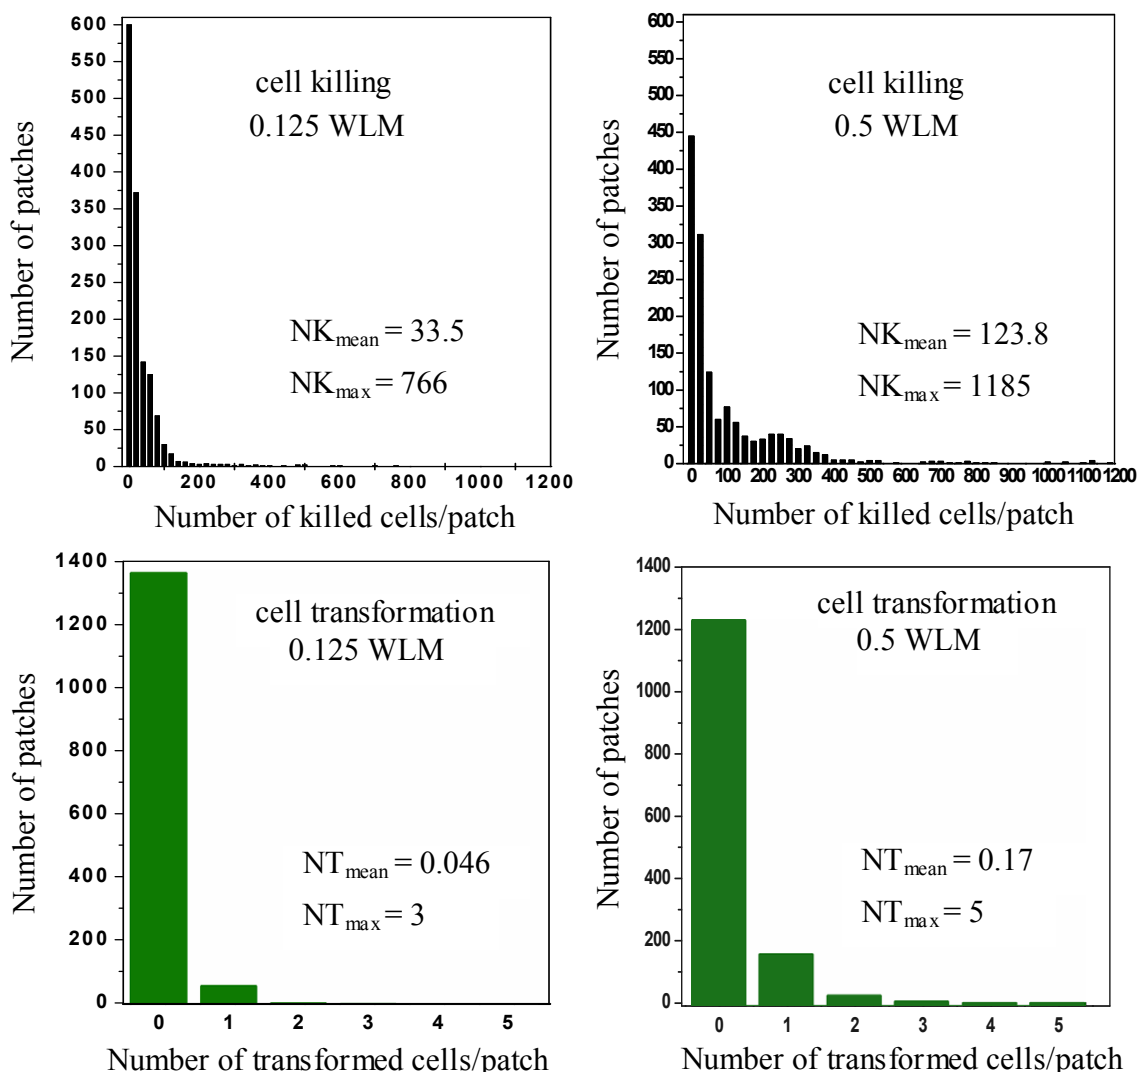 600
550
500
450
400
350
300
250
200
150
100
50
0
Number of patches
cell killing
0.125 WLM
NKmean = 33.5
NKmax = 766
0 200 400 600 800 1000 1200
Number of killed cells/patch
600
550
500
450
400
350
300
250
200
150
100
50
0
Number of patches
cell killing
0.5 WLM
NKmean = 123.8
NKmax = 1185
0 100 200 300 400 500 600 700 800 900 1000 1100 1200
Number of killed cells/patch
1400
1200
1000
800
600
400
200
0
Number of patches
cell transformation
0.125 WLM
NTmean = 0.046
NTmax = 3
0 1 2 3 4 5
Number of transformed cells/patch
1400
1200
1000
800
600
400
200
0
Number of patches
cell transformation
0.5 WLM
NTmean = 0.17
NTmax = 5
0 1 2 3 4 5
Number of transformed cells/patch